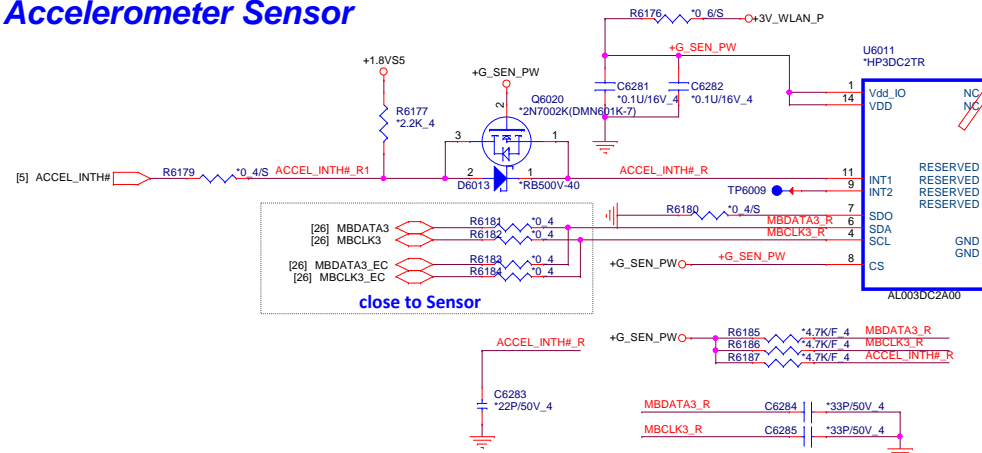 Accelerometer Sensor
R6176 *0_6/S +3V_WLAN_P
+G_SEN_PW
C6281
*0.1U/16V_4
C6282
*0.1U/16V_4
U6011
*HP3DC2TR
+1.8VS5
R6177
*2.2K_4
+G_SEN_PW
2
Q6020
*2N7002K(DMN601K-7)
3
1
1 Vdd_IO
14 VDD
NC
NC
[5] ACCEL_INTH#
R6179 *0_4/S
ACCEL_INTH#_R1
2
D6013
1
*RB500V-40
ACCEL_INTH#_R
11 INT1
TP6009 9 INT2
RESERVED
RESERVED
RESERVED
RESERVED
R6180 *0_4/S 7 SDO
MBDATA3_R 6 SDA
MBCLK3_R 4 SCL
GND
GND
+G_SEN_PW +G_SEN_PW 8 CS
AL003DC2A00
[26] MBDATA3 R6181 *0_4
[26] MBCLK3 R6182 *0_4
[26] MBDATA3_EC R6183 *0_4
[26] MBCLK3_EC R6184 *0_4
close to Sensor
ACCEL_INTH#_R
C6283
*22P/50V_4
+G_SEN_PW
R6185 *4.7K/F_4 MBDATA3_R
R6186 *4.7K/F_4 MBCLK3_R
R6187 *4.7K/F_4 ACCEL_INTH#_R
MBDATA3_R C6284 *33P/50V_4
MBCLK3_R C6285 *33P/50V_4